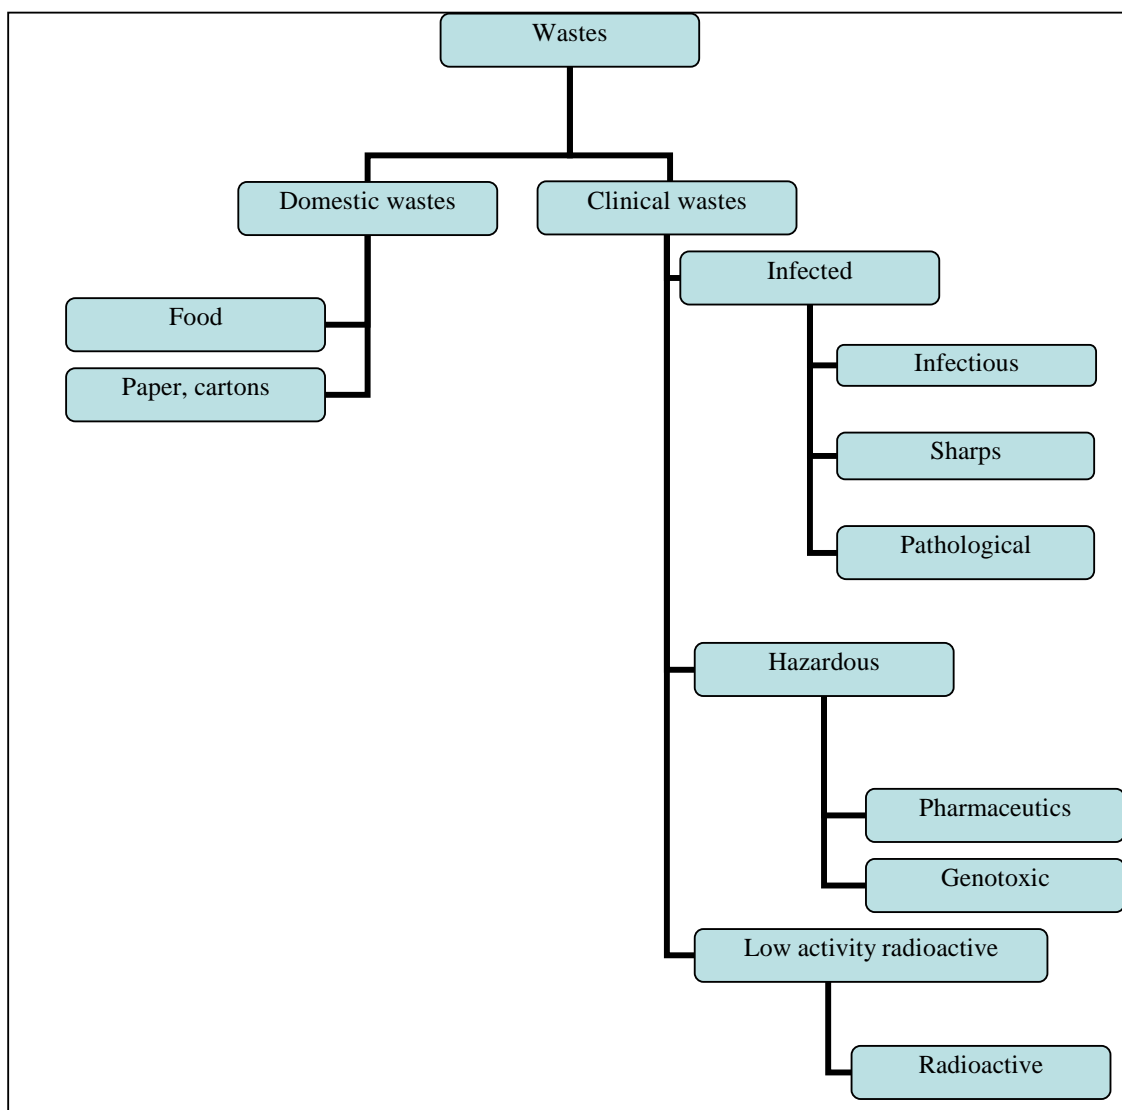 Wastes
Domestic wastes
Clinical wastes
Infected
Food
Infectious
Paper, cartons
Sharps
Pathological
Hazardous
Pharmaceutics
Genotoxic
Low activity radioactive
Radioactive